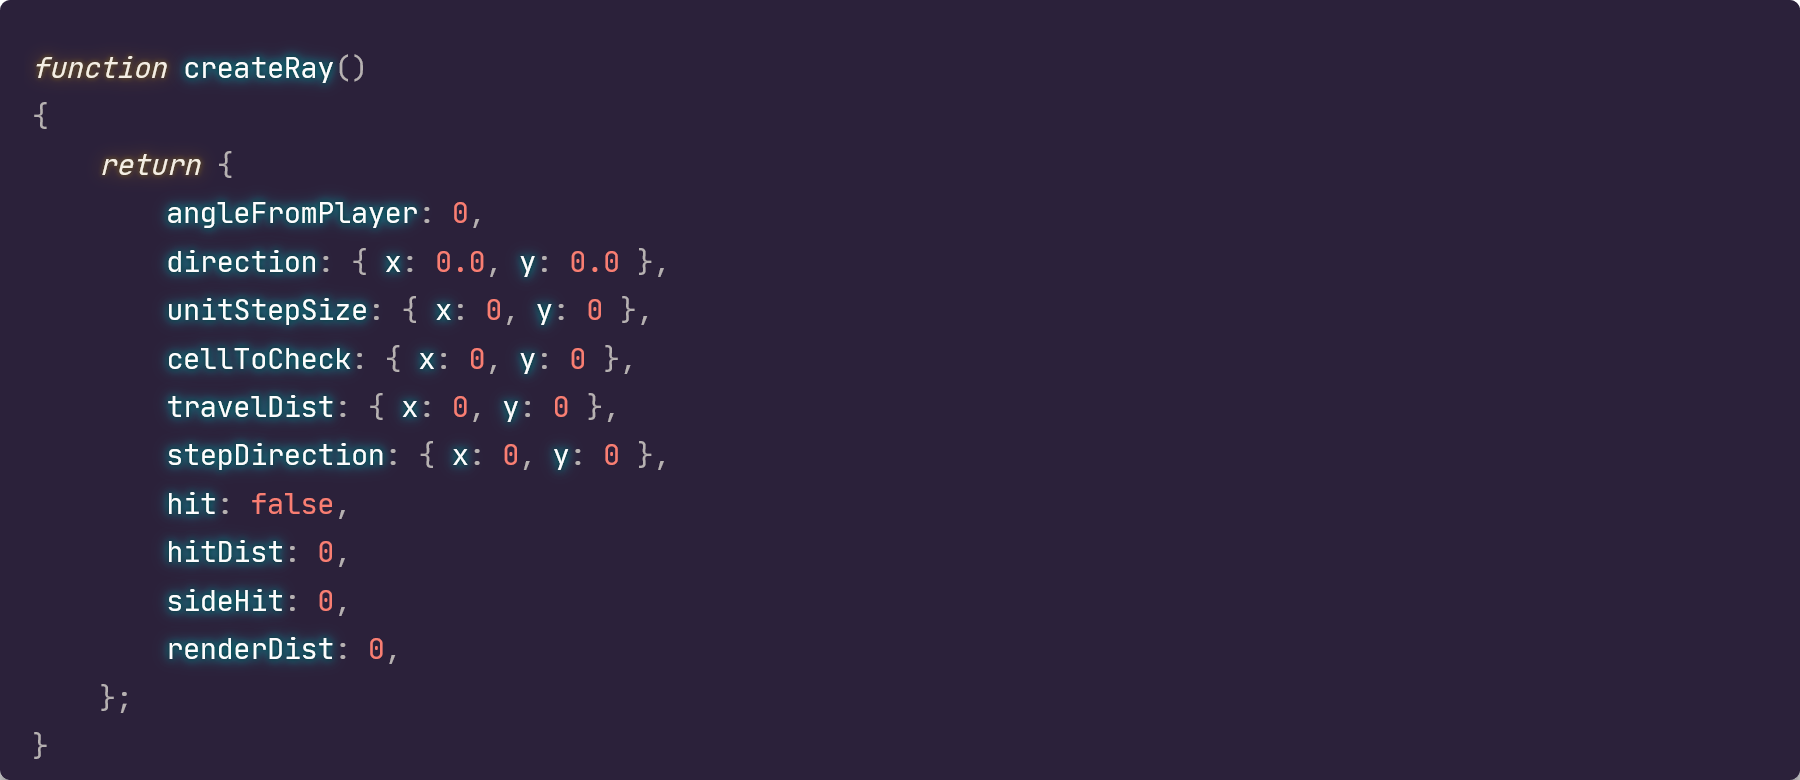 function createRay()
{
    return {
        angleFromPlayer: 0,
        direction: { x: 0.0, y: 0.0 },
        unitStepSize: { x: 0, y: 0 },
        cellToCheck: { x: 0, y: 0 },
        travelDist: { x: 0, y: 0 },
        stepDirection: { x: 0, y: 0 },
        hit: false,
        hitDist: 0,
        sideHit: 0,
        renderDist: 0,
    };
}